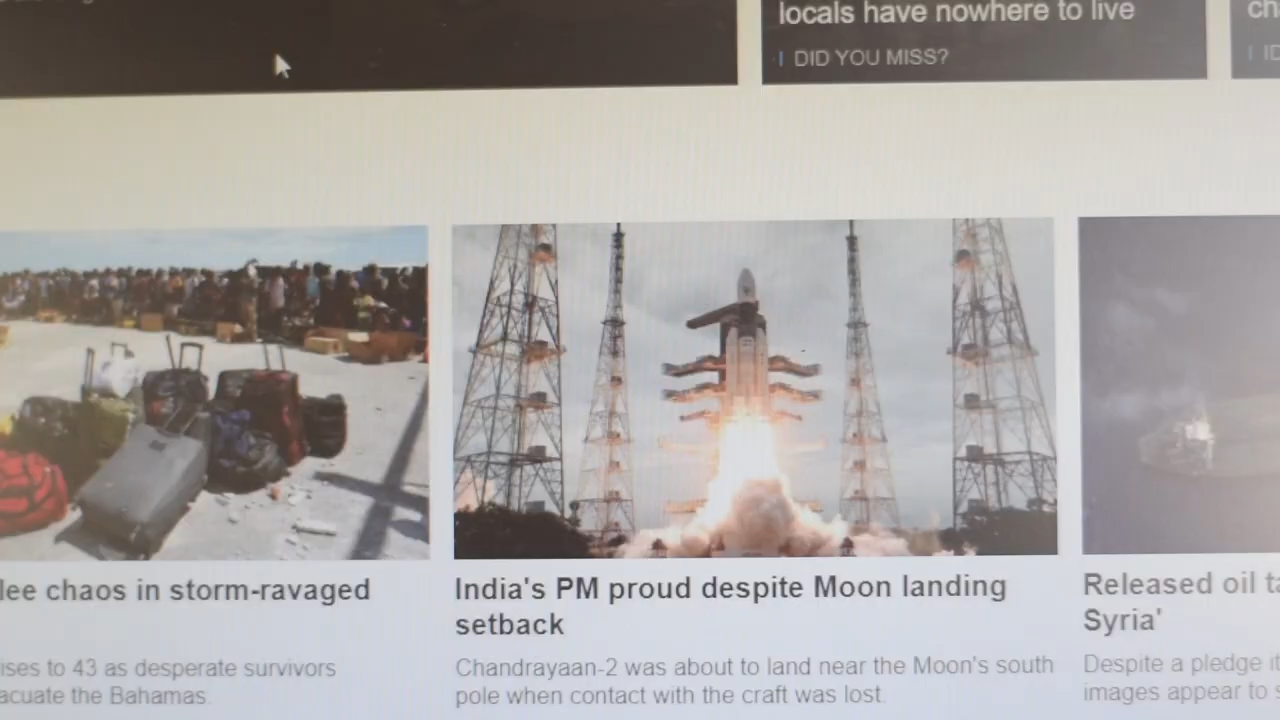 locals have nowhere to live
DID YOU MISS?
lee chaos in storm-ravaged
ises to 43 as desperate survivors
acuate the Bahamas.
India's PM proud despite Moon landing
setback
Chandrayaan-2 was about to land near the Moon's south
pole when contact with the craft was lost.
Released oil ta
Syria'
Despite a pledge it
images appear to s